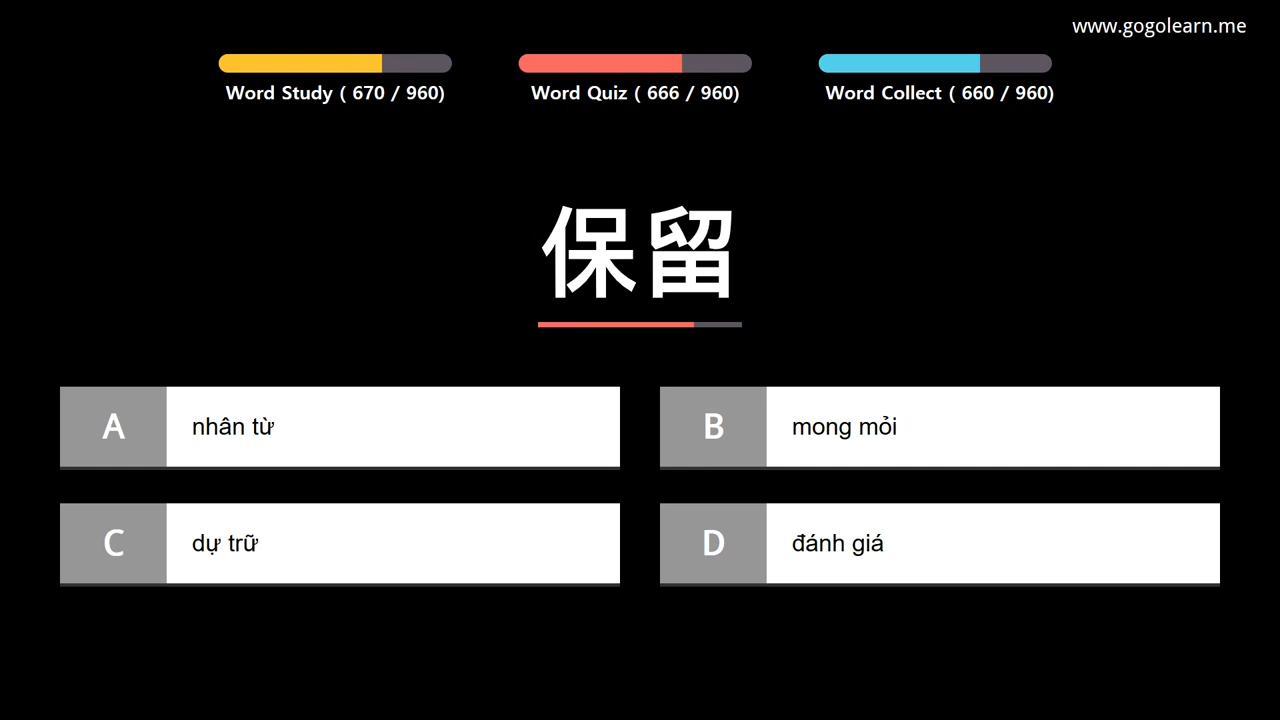 www.gogolearn.me
Word Study ( 670 / 960)
Word Quiz ( 666 / 960)
Word Collect ( 660 / 960)
保留
A nhân từ
B mong mỏi
C dự trữ
D đánh giá